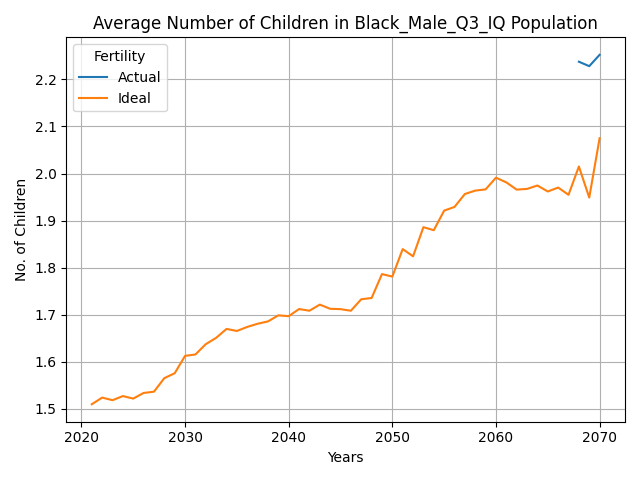 Average Number of Children in Black_Male_Q3_IQ Population
Fertility
Actual
Ideal
No. of Children
2.2
2.1
2.0
1.9
1.8
1.7
1.6
1.5
2020 2030 2040 2050 2060 2070
Years